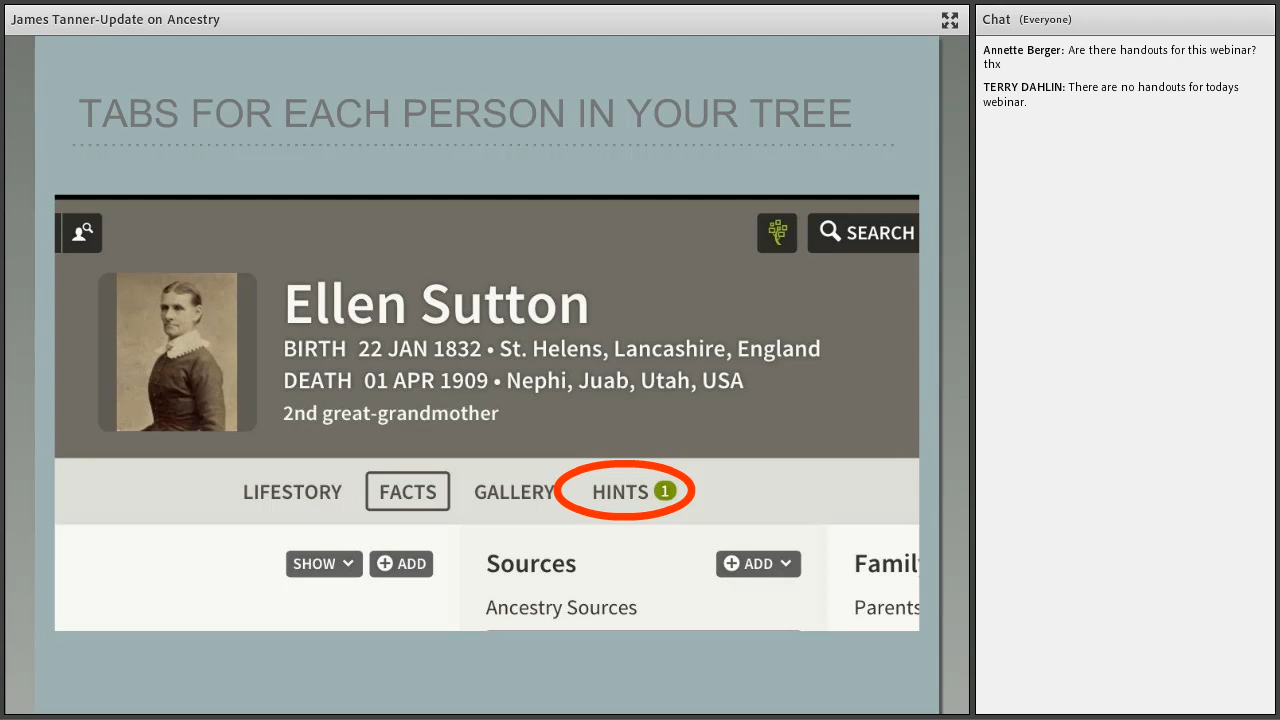 James Tanner-Update on Ancestry
TABS FOR EACH PERSON IN YOUR TREE
SEARCH
Ellen Sutton
BIRTH 22 JAN 1832 • St. Helens, Lancashire, England
DEATH 01 APR 1909 • Nephi, Juab, Utah, USA
2nd great-grandmother
LIFESTORY FACTS GALLERY HINTS 1
SHOW ADD Sources ADD Famil
Ancestry Sources Parents
Chat (Everyone)
Annette Berger: Are there handouts for this webinar?
thx
TERRY DAHLIN: There are no handouts for todays
webinar.